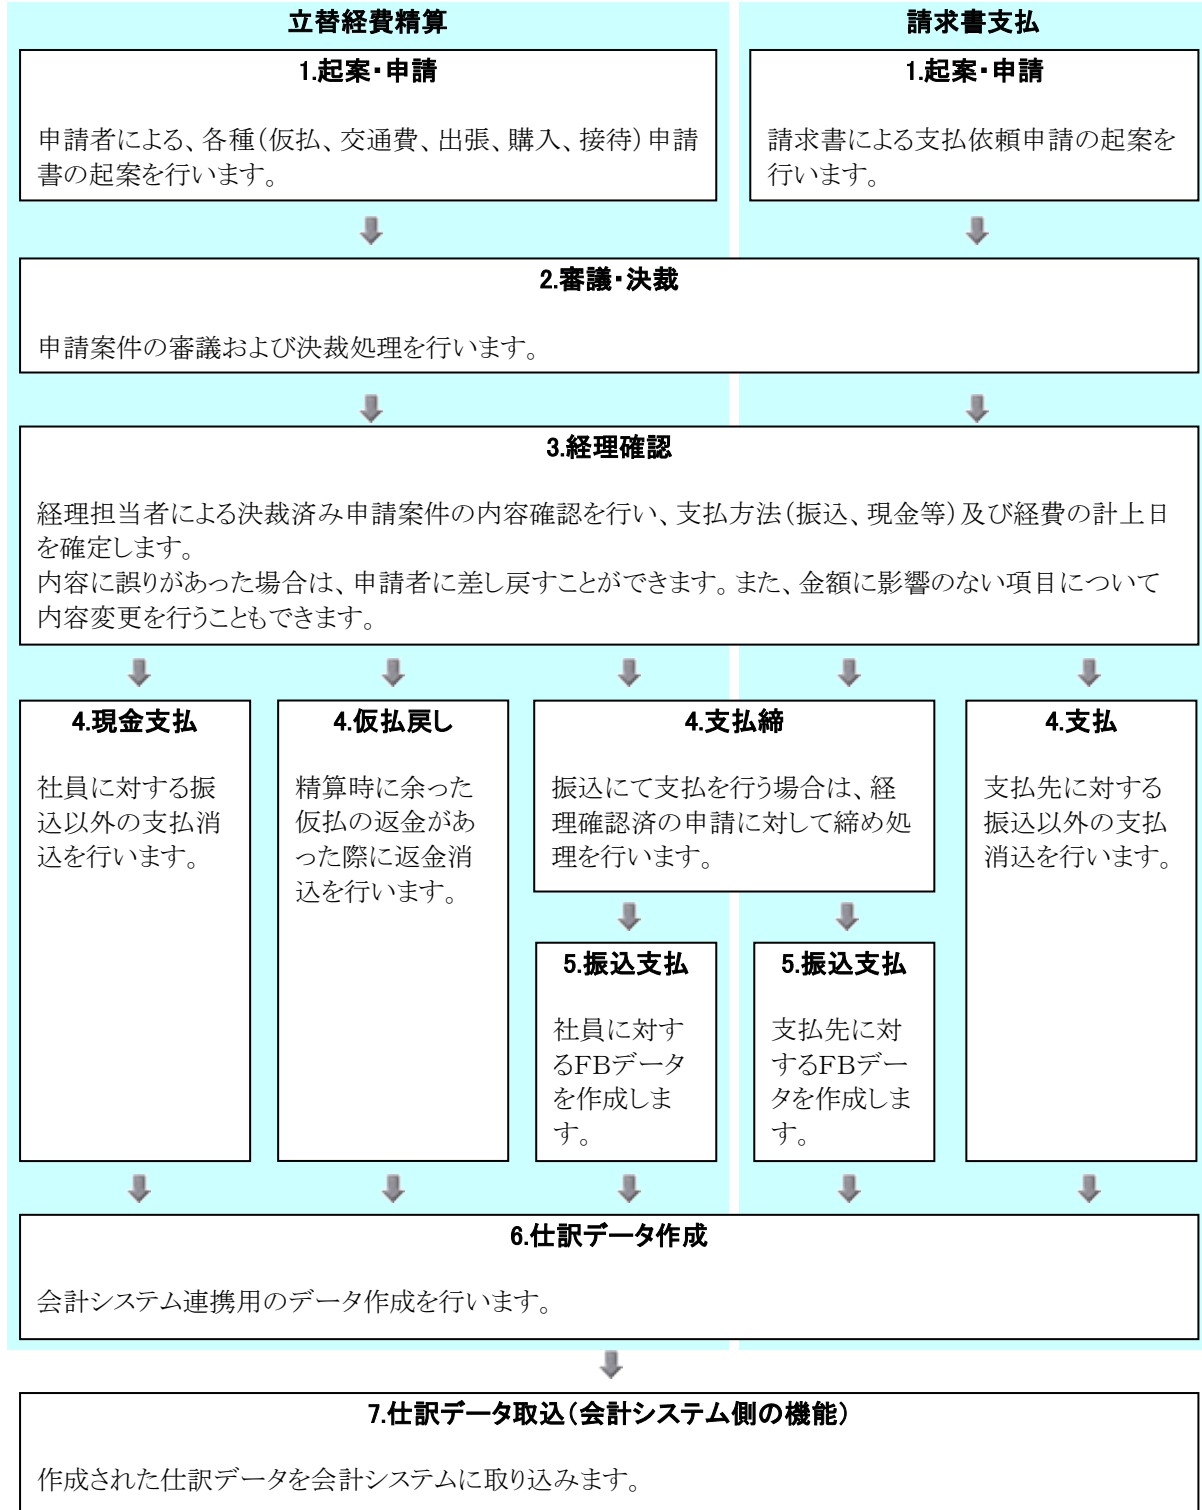 立替経費精算
請求書支払
1.起案・申請
申請者による、各種（仮払、交通費、出張、購入、接待）申請
書の起案を行います。
1.起案・申請
請求書による支払依頼申請の起案を
行います。
2.審議・決裁
申請案件の審議および決裁処理を行います。
3.経理確認
経理担当者による決裁済み申請案件の内容確認を行い、支払方法（振込、現金等）及び経費の計上日
を確定します。
内容に誤りがあった場合は、申請者に差し戻すことができます。また、金額に影響のない項目について
内容変更を行うこともできます。
4.現金支払
社員に対する振
込以外の支払消
込を行います。
4.仮払戻し
精算時に余った
仮払の返金があ
った際に返金消
込を行います。
4.支払締
振込にて支払を行う場合は、経
理確認済の申請に対して締め処
理を行います。
4.支払
支払先に対する
振込以外の支払
消込を行います。
5.振込支払
社員に対す
るFBデータ
を作成しま
す。
5.振込支払
支払先に対
するFBデー
タを作成しま
す。
6.仕訳データ作成
会計システム連携用のデータ作成を行います。
7.仕訳データ取込（会計システム側の機能）
作成された仕訳データを会計システムに取り込みます。